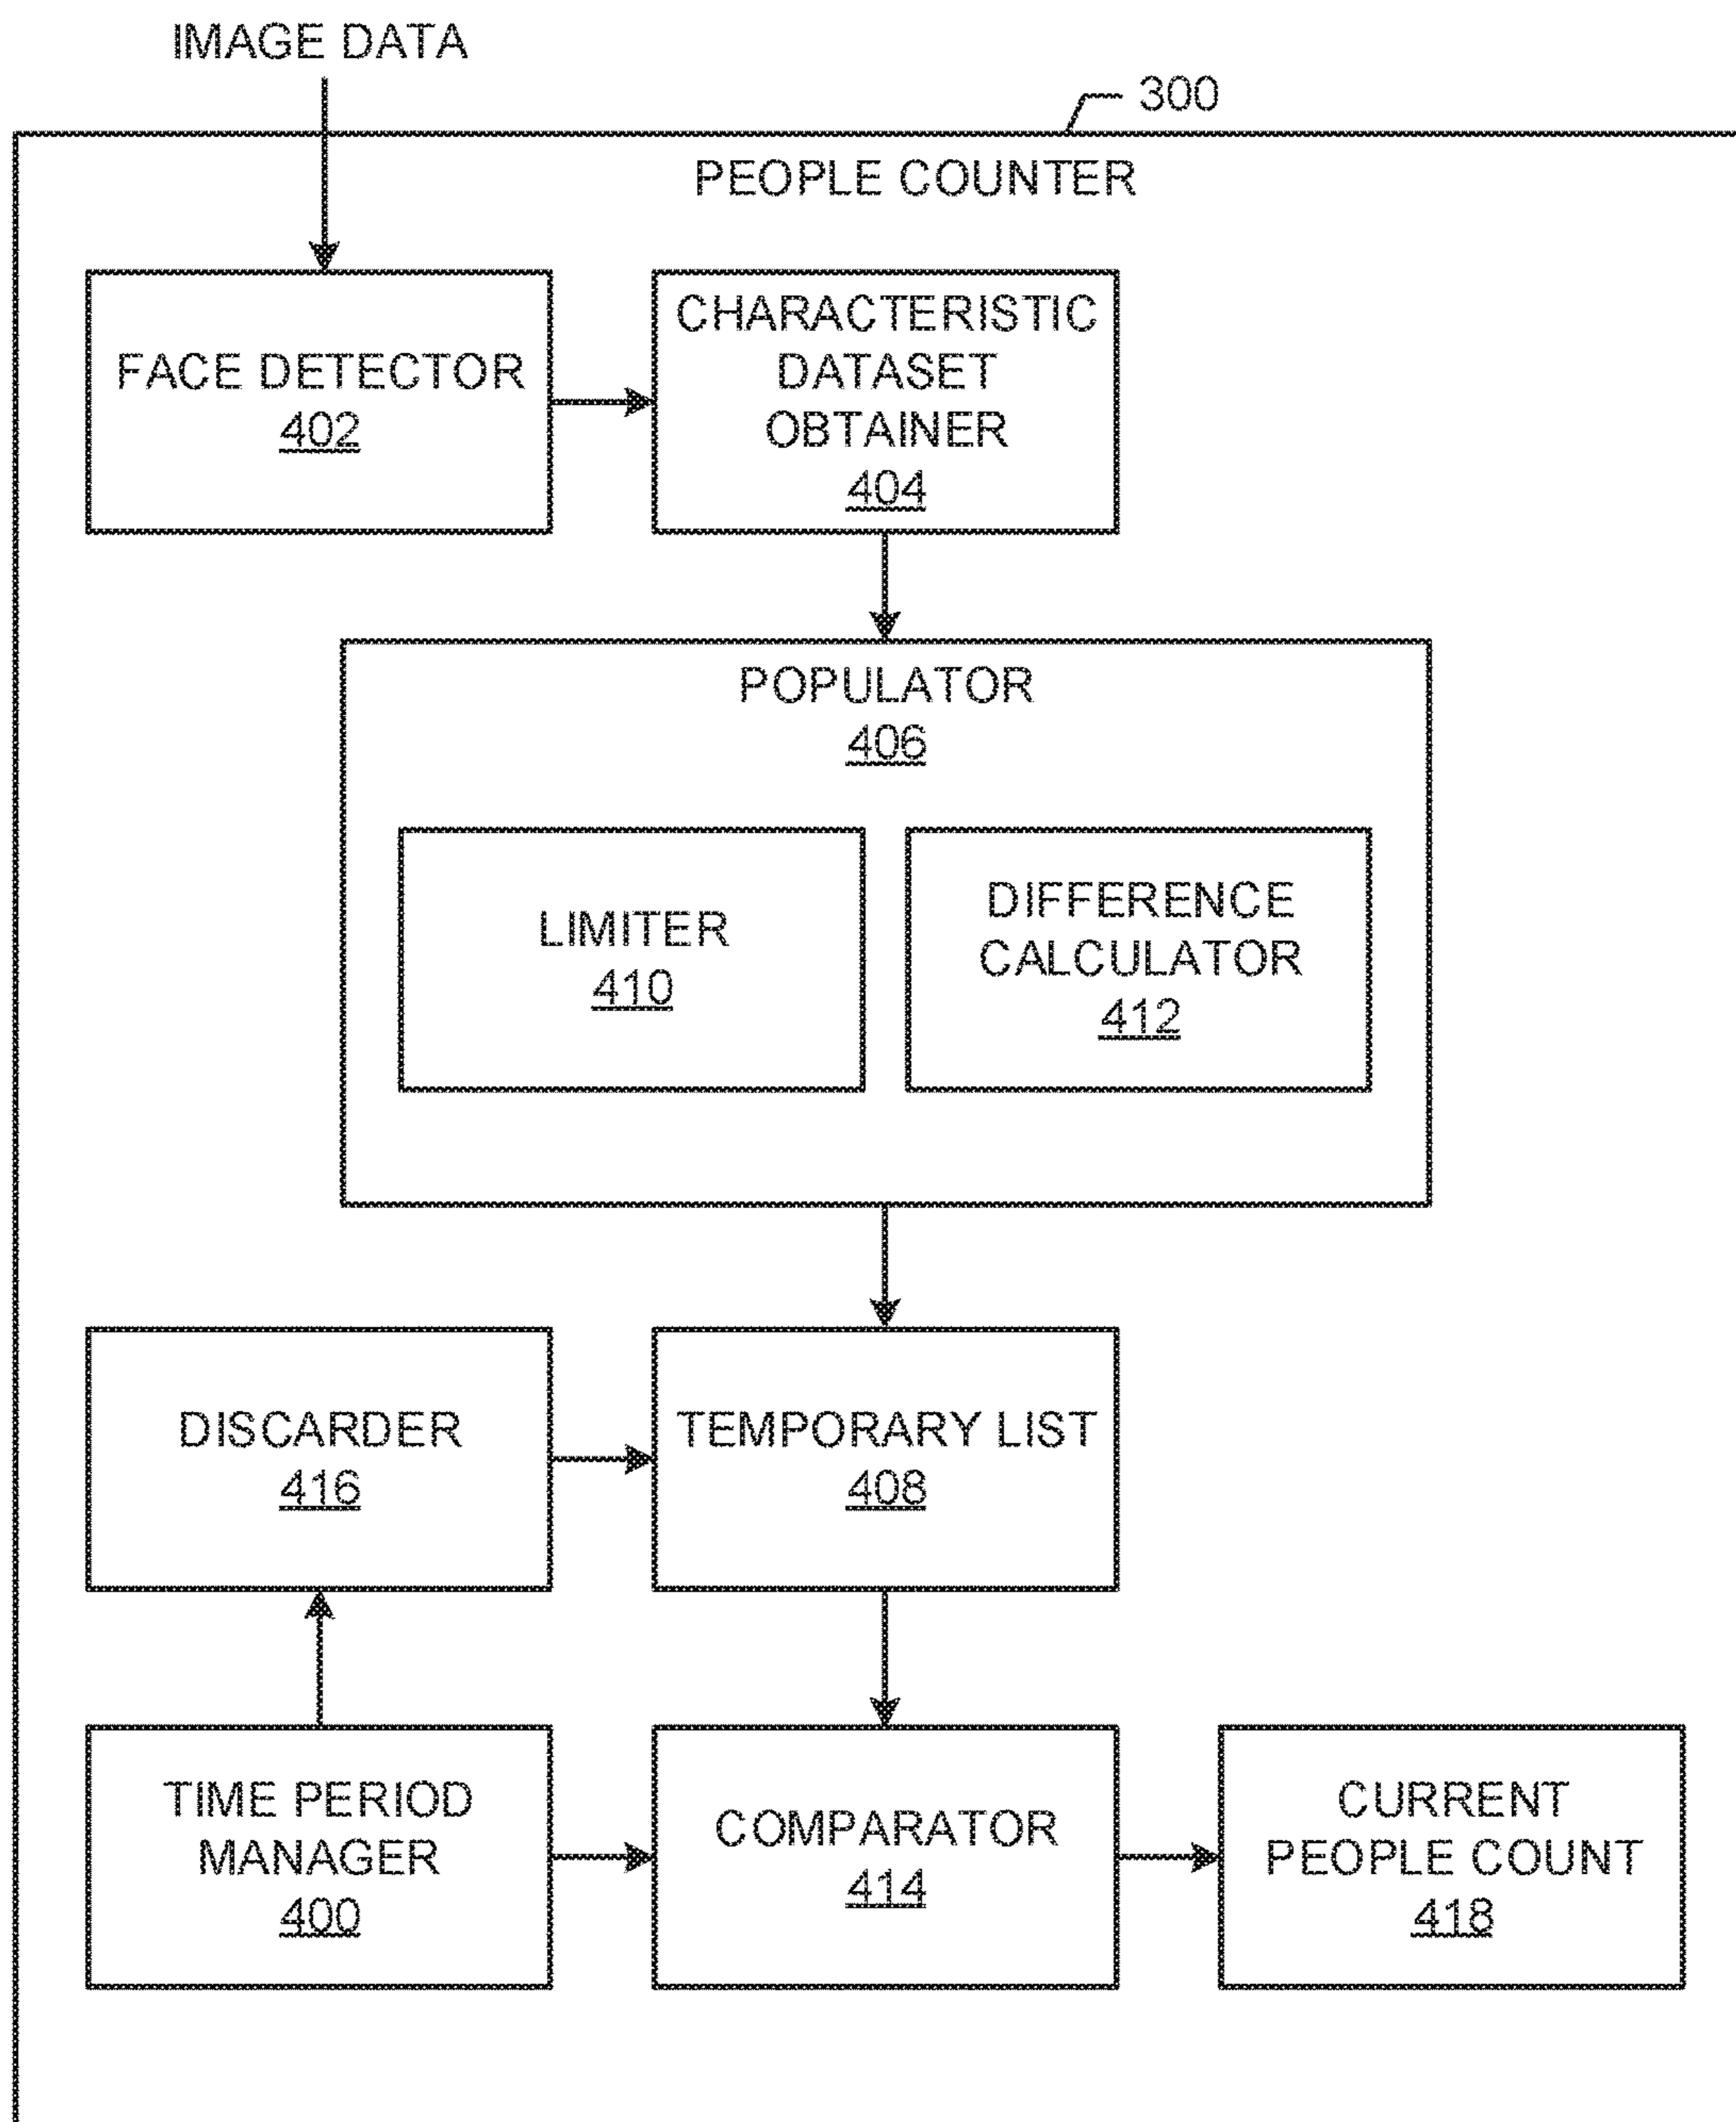 IMAGE DATA
300
PEOPLE COUNTER
FACE DETECTOR
402
CHARACTERISTIC
DATASET
OBTAINER
404
POPULATOR
406
LIMITER
410
DIFFERENCE
CALCULATOR
412
DISCARDER
416
TEMPORARY LIST
408
TIME PERIOD
MANAGER
400
COMPARATOR
414
CURRENT
PEOPLE COUNT
418